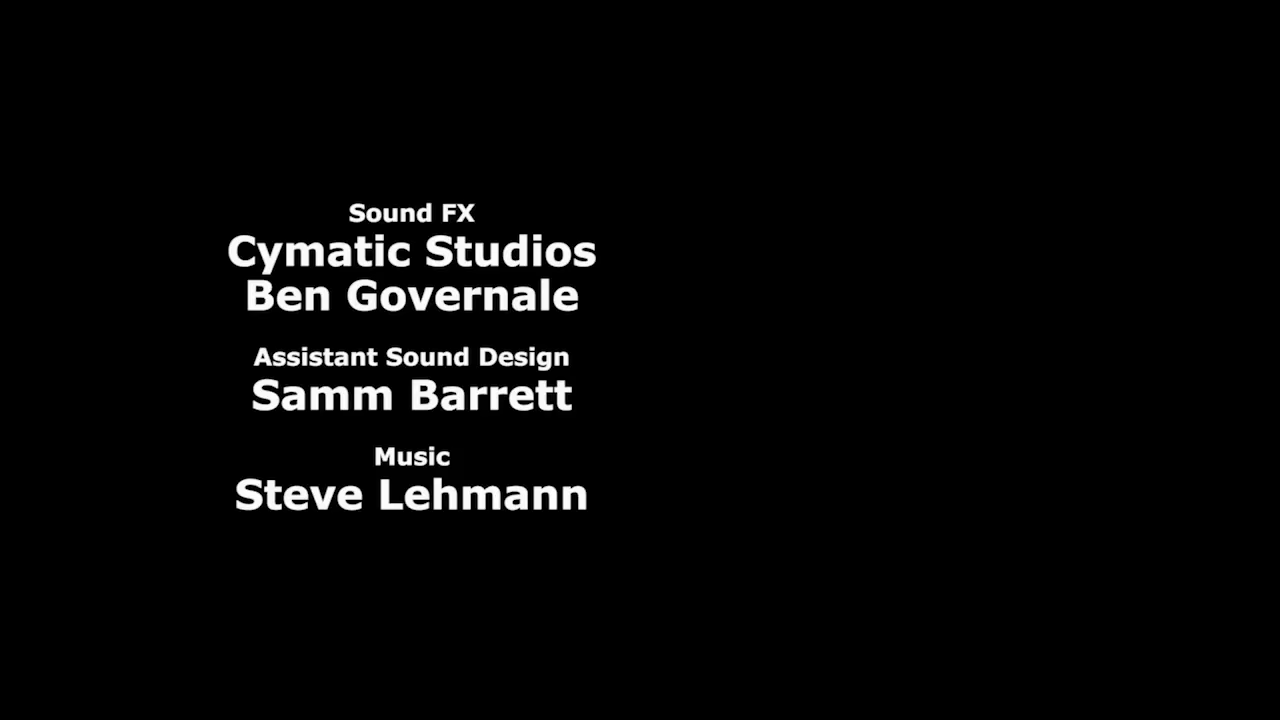 Sound FX
Cymatic Studios
Ben Governale
Assistant Sound Design
Samm Barrett
Music
Steve Lehmann